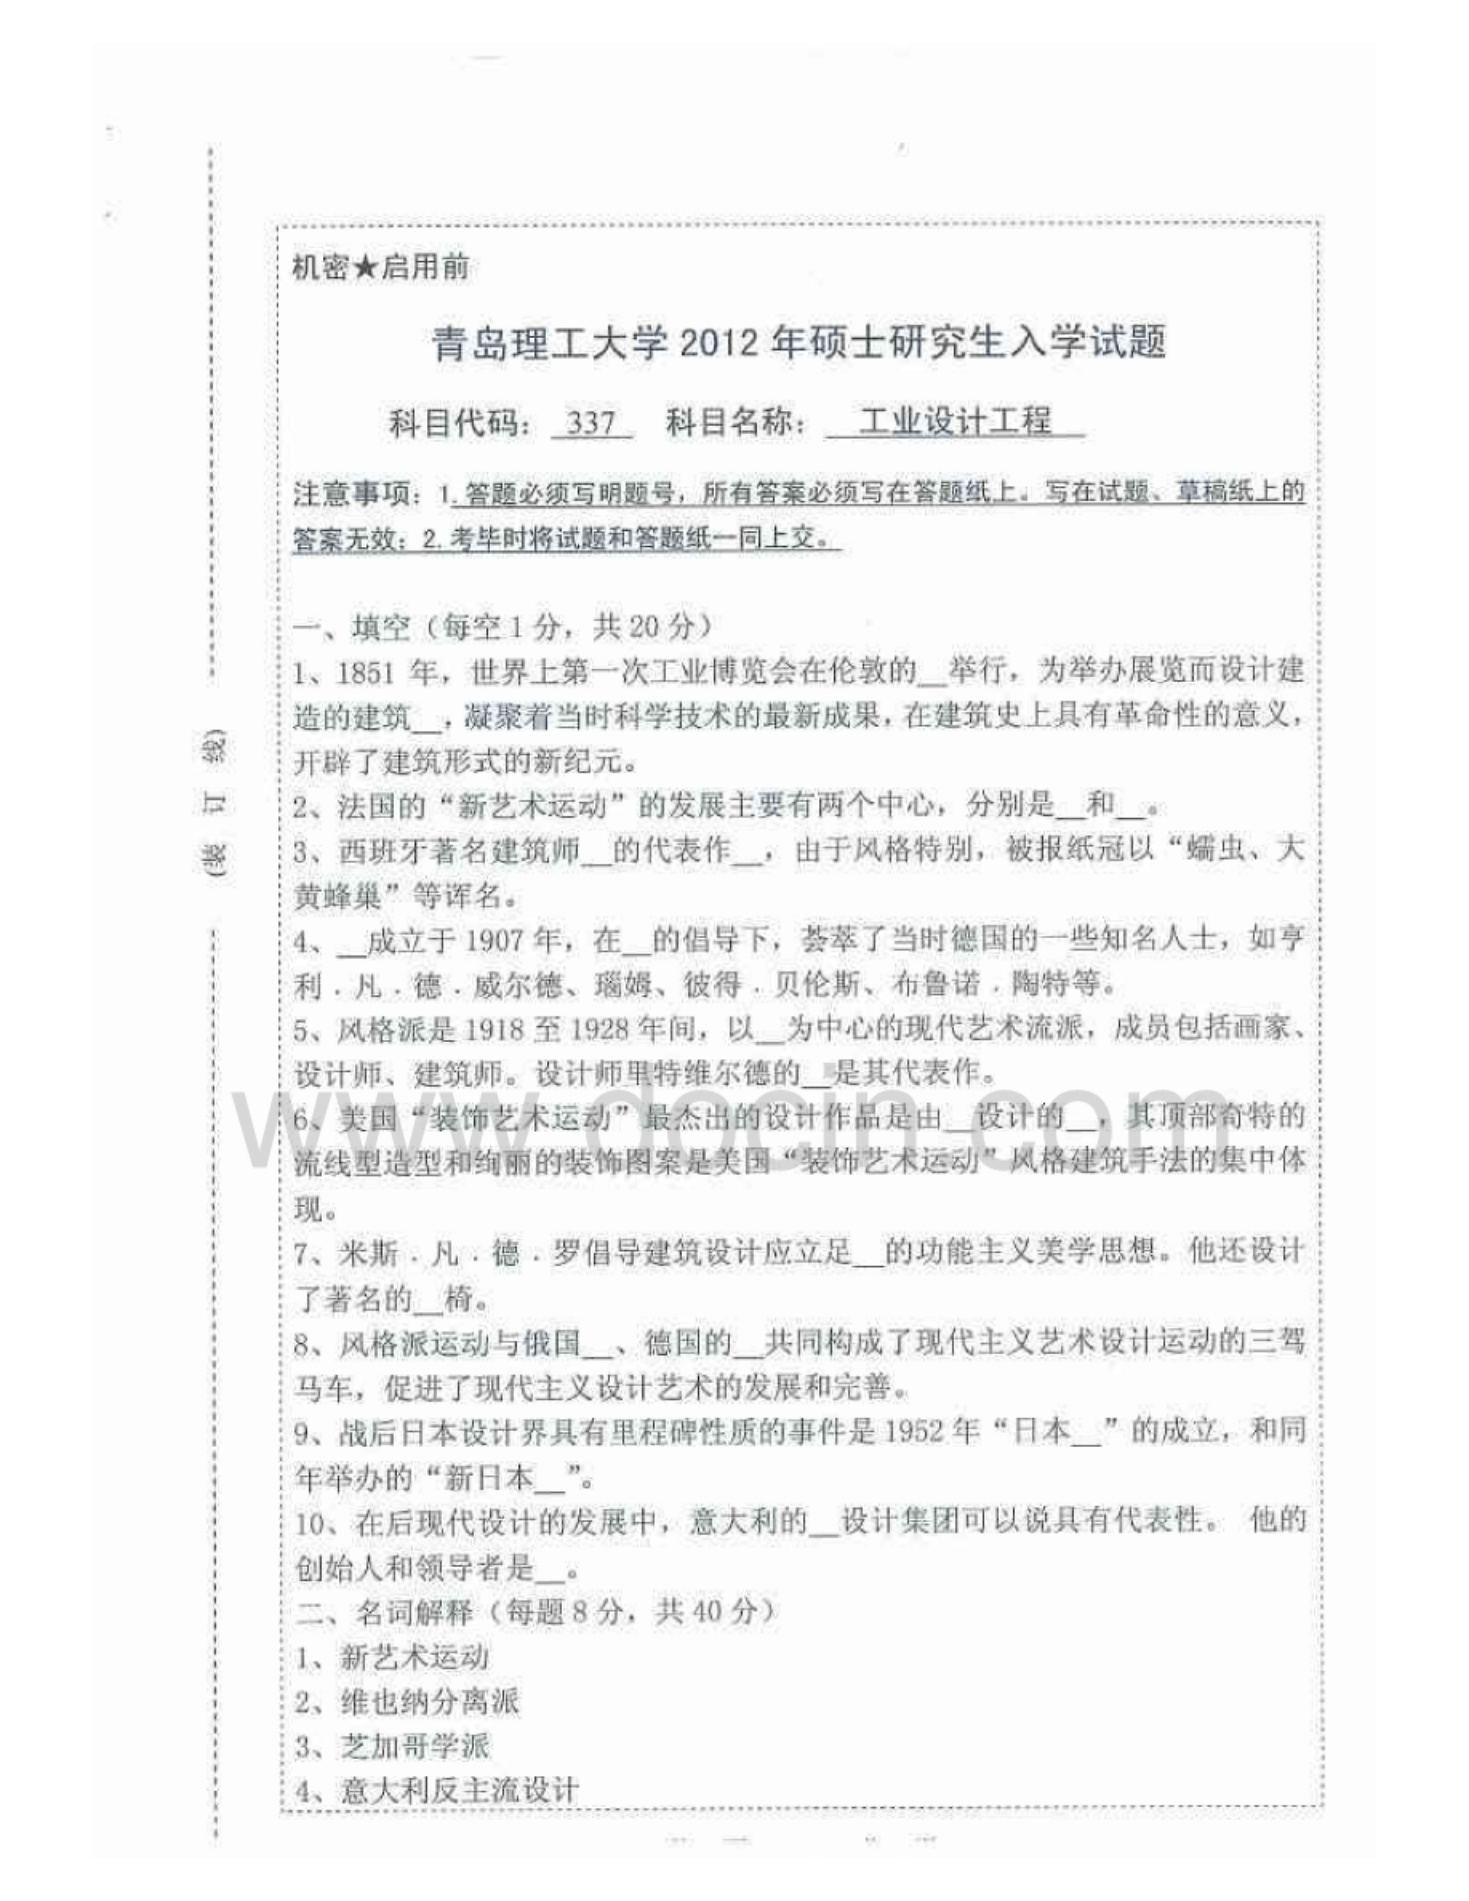 机密★启用前
青岛理工大学 2012 年硕士研究生入学试题
科目代码：  337    科目名称：  工业设计工程
注意事项：1.答题必须写明题号，所有答案必须写在答题纸上。写在试题、草稿纸上的
答案无效；2.考毕时将试题和答题纸一同上交。
一、填空（每空 1 分，共 20 分）
1、1851 年，世界上第一次工业博览会在伦敦的__举行，为举办展览而设计建
造的建筑__，凝聚着当时科学技术的最新成果，在建筑史上具有革命性的意义，
开辟了建筑形式的新纪元。
2、法国的“新艺术运动”的发展主要有两个中心，分别是__和__。
3、西班牙著名建筑师__的代表作__，由于风格特别，被报纸冠以“蠕虫、大
黄蜂巢”等诨名。
4、__成立于 1907 年，在__的倡导下，荟萃了当时德国的一些知名人士，如亨
利．凡．德．威尔德、瑙姆、彼得．贝伦斯、布鲁诺．陶特等。
5、风格派是 1918 至 1928 年间，以__为中心的现代艺术流派，成员包括画家、
设计师、建筑师。设计师里特维尔德的__是其代表作。
6、美国“装饰艺术运动”最杰出的设计作品是由__设计的__，其顶部奇特的
流线型造型和绚丽的装饰图案是美国“装饰艺术运动”风格建筑手法的集中体
现。
7、米斯．凡．德．罗倡导建筑设计应立足__的功能主义美学思想。他还设计
了著名的__椅。
8、风格派运动与俄国__、德国的__共同构成了现代主义艺术设计运动的三驾
马车，促进了现代主义设计艺术的发展和完善。
9、战后日本设计界具有里程碑性质的事件是 1952 年“日本__”的成立，和同
年举办的“新日本__”。
10、在后现代设计的发展中，意大利的__设计集团可以说具有代表性。 他的
创始人和领导者是__。
二、名词解释（每题 8 分，共 40 分）
1、新艺术运动
2、维也纳分离派
3、芝加哥学派
4、意大利反主流设计
(装 订 线)
www.docin.com